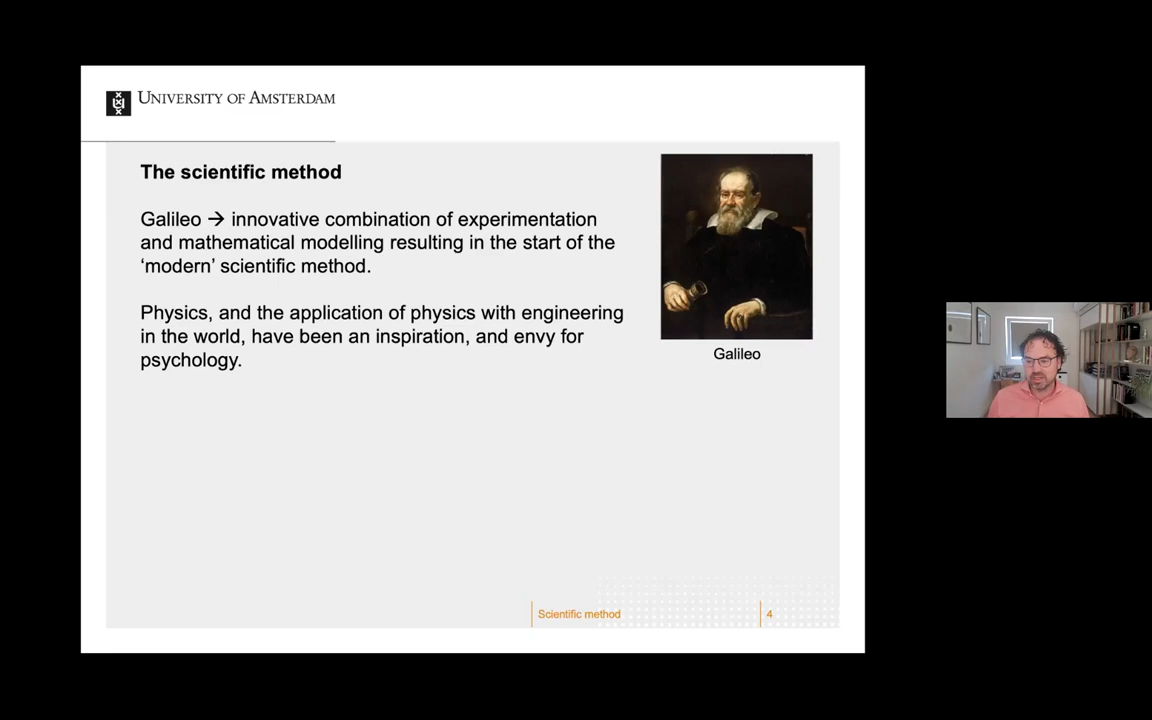 UNIVERSITY OF AMSTERDAM
The scientific method
Galileo → innovative combination of experimentation
and mathematical modelling resulting in the start of the
‘modern’ scientific method.
Physics, and the application of physics with engineering
in the world, have been an inspiration, and envy for
psychology.
Galileo
Scientific method
4